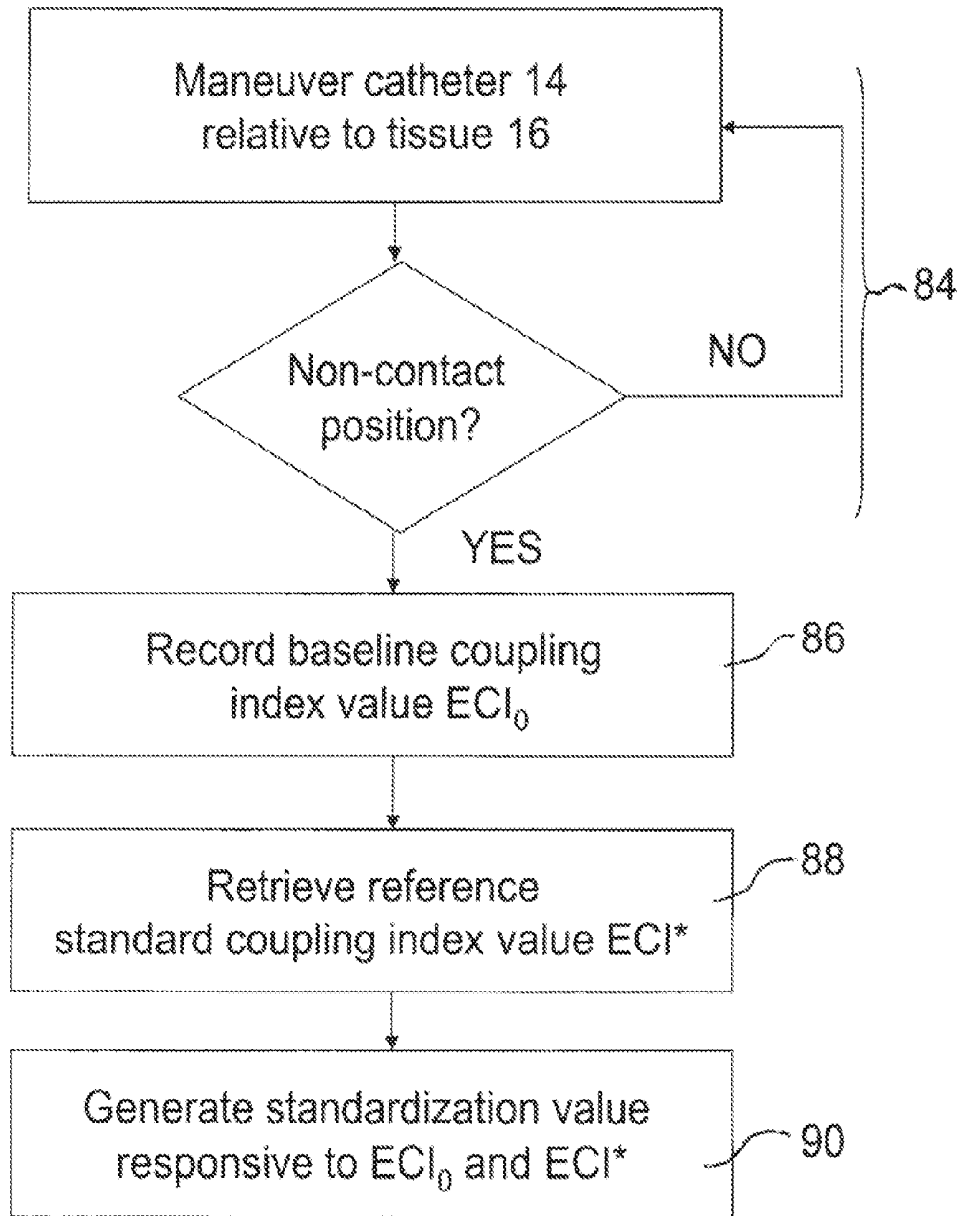 Maneuver catheter 14
relative to tissue 16
84
NO
Non-contact
position?
YES
Record baseline coupling
index value ECI₀
86
Retrieve reference
standard coupling index value ECI*
88
Generate standardization value
responsive to ECI₀ and ECI*
90